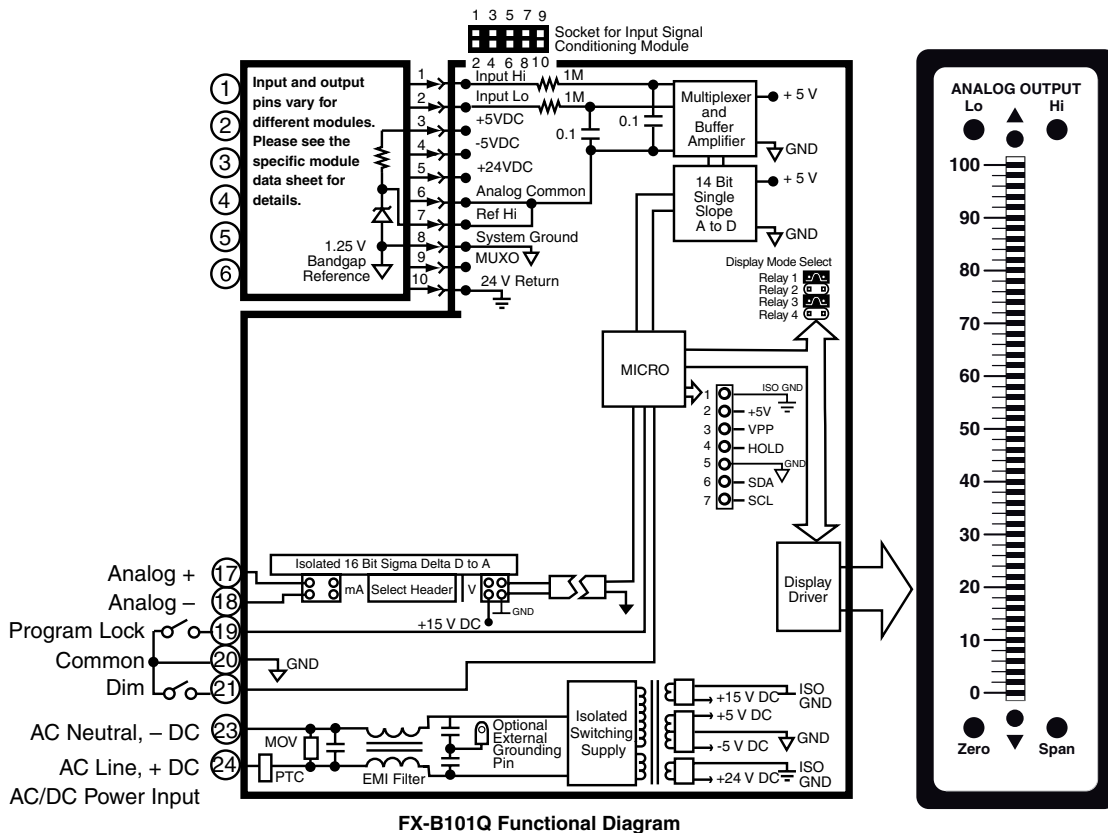 1 3 5 7 9
Socket for Input Signal
Conditioning Module
2 4 6 8 10
1
2
3
4
5
6
Input and output
pins vary for
different modules.
Please see the
specific module
data sheet for
details.
1.25 V
Bandgap
Reference
1
2
3
4
5
6
7
8
9
10
Input Hi
1M
Input Lo
1M
+5VDC
-5VDC
+24VDC
Analog Common
Ref Hi
System Ground
MUXO
24 V Return
0.1
0.1
Multiplexer
and
Buffer
Amplifier
+ 5 V
GND
14 Bit
Single
Slope
A to D
+ 5 V
GND
Display Mode Select
Relay 1
Relay 2
Relay 3
Relay 4
MICRO
1 ISO GND
2 +5V
3 VPP
4 HOLD
5 GND
6 SDA
7 SCL
Display
Driver
Isolated 16 Bit Sigma Delta D to A
mA
Select Header
V
GND
+15 V DC
Analog +
17
Analog –
18
Program Lock
19
Common
20
GND
Dim
21
AC Neutral, – DC
23
AC Line, + DC
24
AC/DC Power Input
MOV
PTC
EMI Filter
Optional
External
Grounding
Pin
Isolated
Switching
Supply
+15 V DC
ISO
GND
+5 V DC
-5 V DC
GND
+24 V DC
ISO
GND
ANALOG OUTPUT
Lo
Hi
100
90
80
70
60
50
40
30
20
10
0
Zero
Span
FX-B101Q Functional Diagram